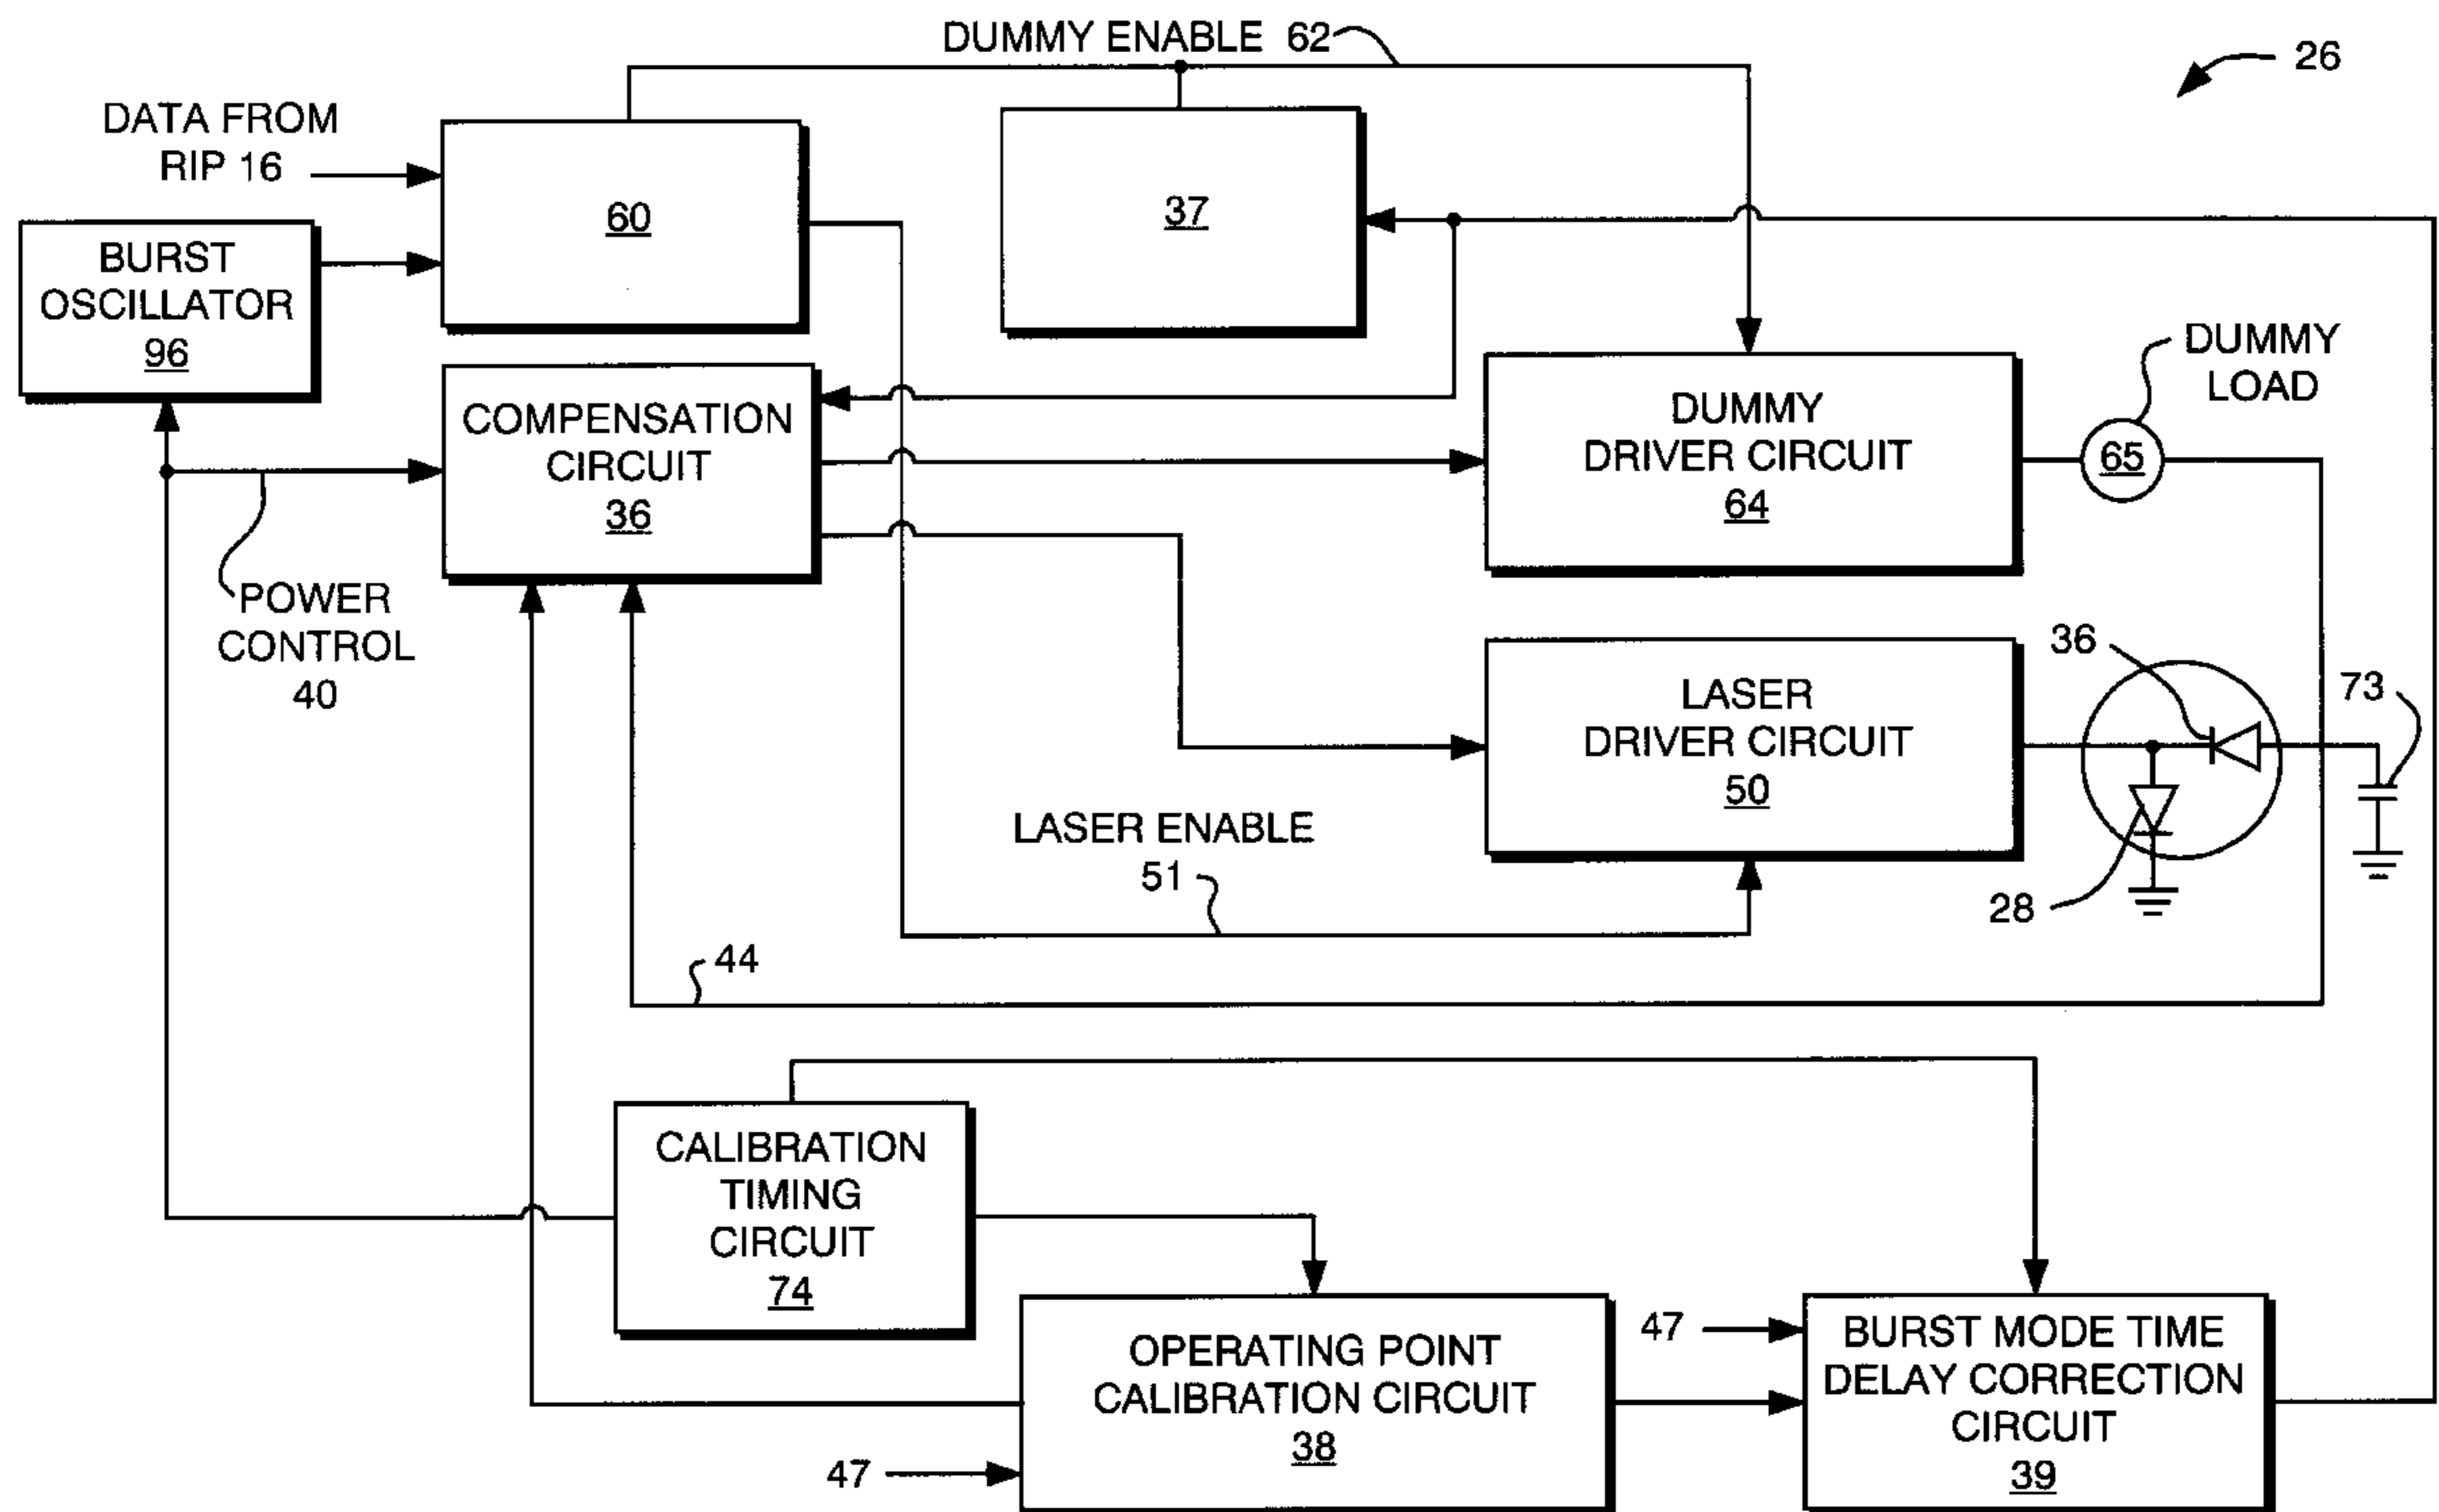 DUMMY ENABLE 62
26
DATA FROM
RIP 16
60
37
BURST
OSCILLATOR
96
DUMMY
LOAD
COMPENSATION
CIRCUIT
36
DUMMY
DRIVER CIRCUIT
64
65
POWER
CONTROL
40
LASER
DRIVER CIRCUIT
50
36
73
LASER ENABLE
51
28
44
CALIBRATION
TIMING
CIRCUIT
74
OPERATING POINT
CALIBRATION CIRCUIT
38
47
47
BURST MODE TIME
DELAY CORRECTION
CIRCUIT
39